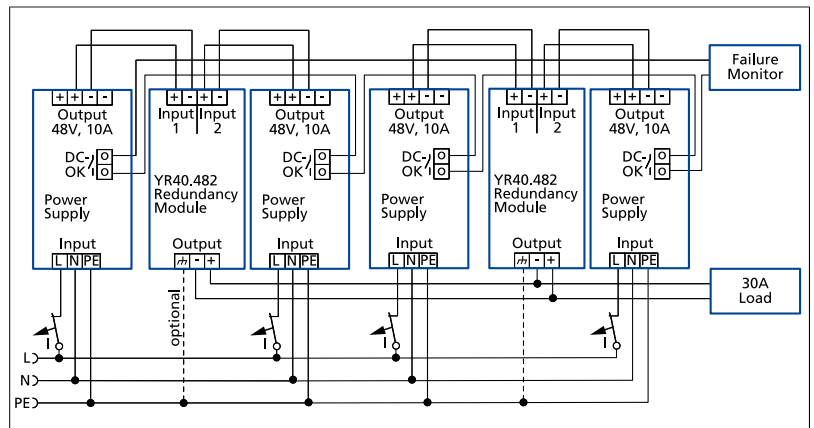 Failure
Monitor
+ + - -
Output
48V, 10A
DC-
OK
Power
Supply
Input
L N PE
+ - + -
Input Input
1 2
YR40.482
Redundancy
Module
Output
- +
+ + - -
Output
48V, 10A
DC-
OK
Power
Supply
Input
L N PE
+ + - -
Output
48V, 10A
DC-
OK
Power
Supply
Input
L N PE
+ - + -
Input Input
1 2
YR40.482
Redundancy
Module
Output
- +
+ + - -
Output
48V, 10A
DC-
OK
Power
Supply
Input
L N PE
30A
Load
optional
I
I
I
I
L
N
PE